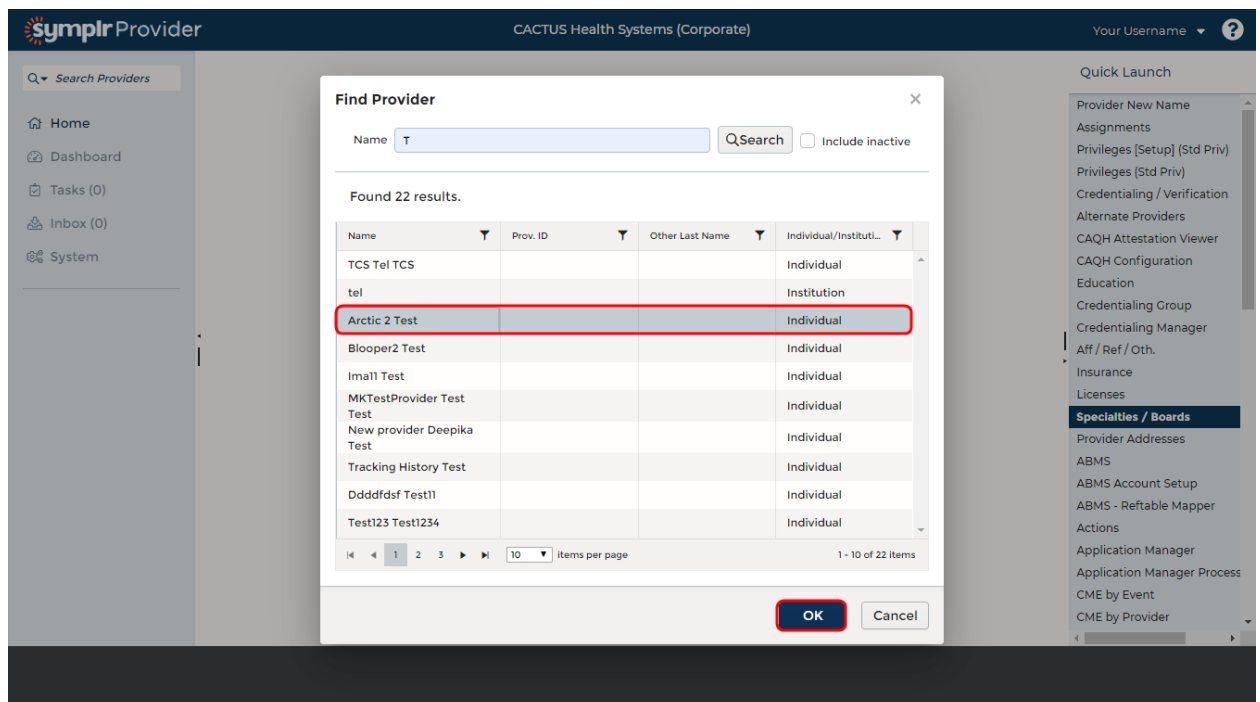 symplr Provider
CACTUS Health Systems (Corporate)
Your Username
?
Search Providers
Home
Dashboard
Tasks (0)
Inbox (0)
System
Find Provider
×
Name T Search Include inactive
Found 22 results.
Name Prov. ID Other Last Name Individual/Instituti...
TCS Tel TCS Individual
tel Institution
Arctic 2 Test Individual
Blooper2 Test Individual
Ima11 Test Individual
MKTestProvider Test
Test Individual
New provider Deepika
Test Individual
Tracking History Test Individual
Ddddfdsf Test11 Individual
Test123 Test1234 Individual
1 2 3 10 items per page 1 - 10 of 22 items
OK Cancel
Quick Launch
Provider New Name
Assignments
Privileges [Setup] (Std Priv)
Privileges (Std Priv)
Credentialing / Verification
Alternate Providers
CAQH Attestation Viewer
CAQH Configuration
Education
Credentialing Group
Credentialing Manager
Aff / Ref / Oth.
Insurance
Licenses
Specialties / Boards
Provider Addresses
ABMS
ABMS Account Setup
ABMS - Reftable Mapper
Actions
Application Manager
Application Manager Process
CME by Event
CME by Provider